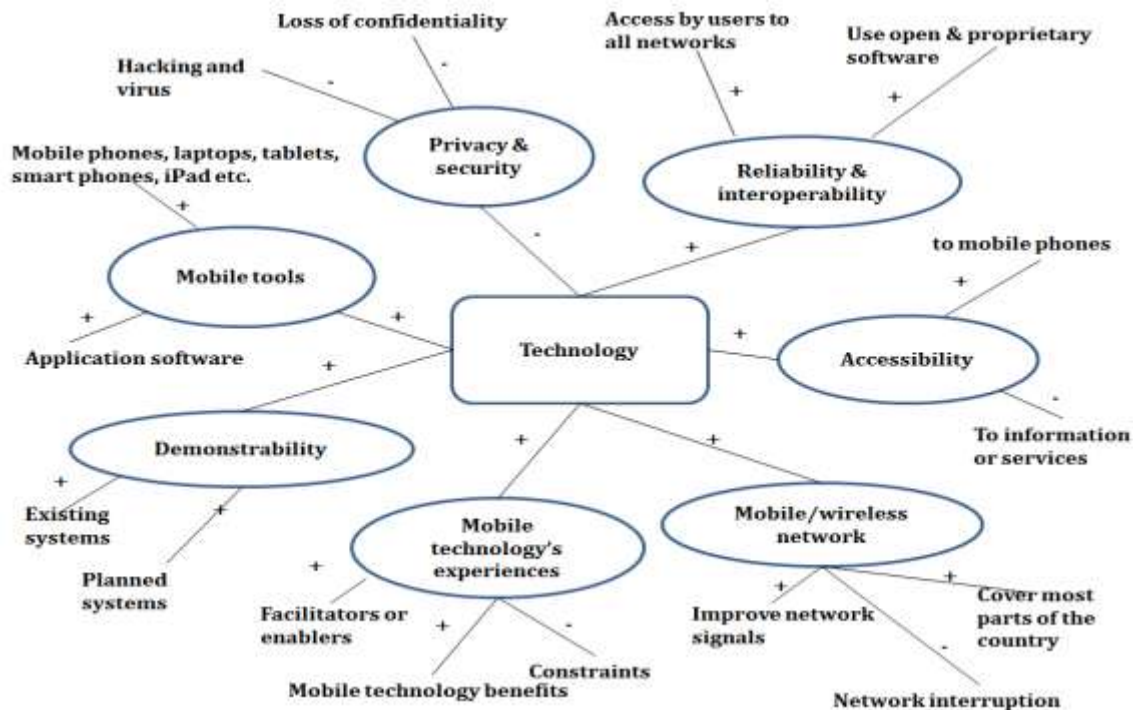 Loss of confidentiality
-
Hacking and
virus
-
Privacy &
security
-
Access by users to
all networks
+
Use open & proprietary
software
+
Reliability &
interoperability
+
Mobile phones, laptops, tablets,
smart phones, iPad etc.
+
Mobile tools
+
Application software
+
to mobile phones
+
Accessibility
+
-
To information
or services
Technology
+
Demonstrability
+
Existing
systems
+
Planned
systems
+
Mobile
technology's
experiences
+
Facilitators or
enablers
+
Mobile technology benefits
-
Constraints
+
Mobile/wireless
network
+
Improve network
signals
+
Cover most
parts of the
country
-
Network interruption